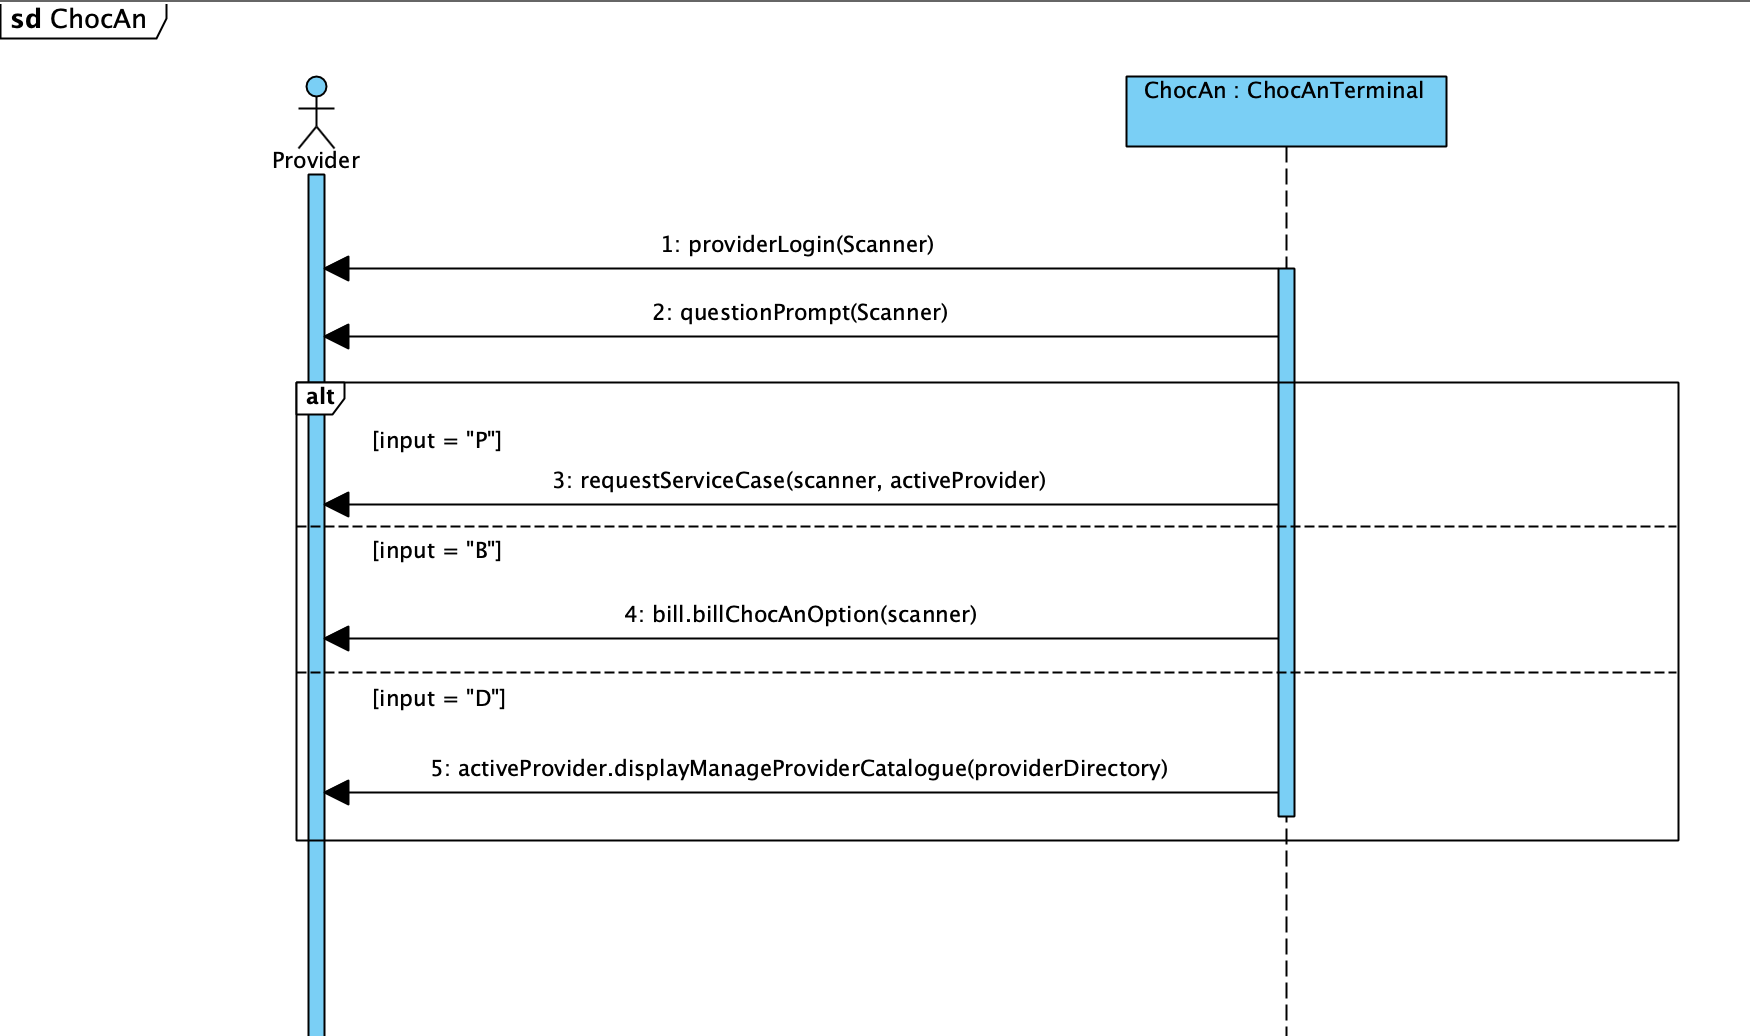 sd ChocAn
ChocAn : ChocAnTerminal
Provider
1: providerLogin(Scanner)
2: questionPrompt(Scanner)
alt
[input = "P"]
3: requestServiceCase(scanner, activeProvider)
[input = "B"]
4: bill.billChocAnOption(scanner)
[input = "D"]
5: activeProvider.displayManageProviderCatalogue(providerDirectory)